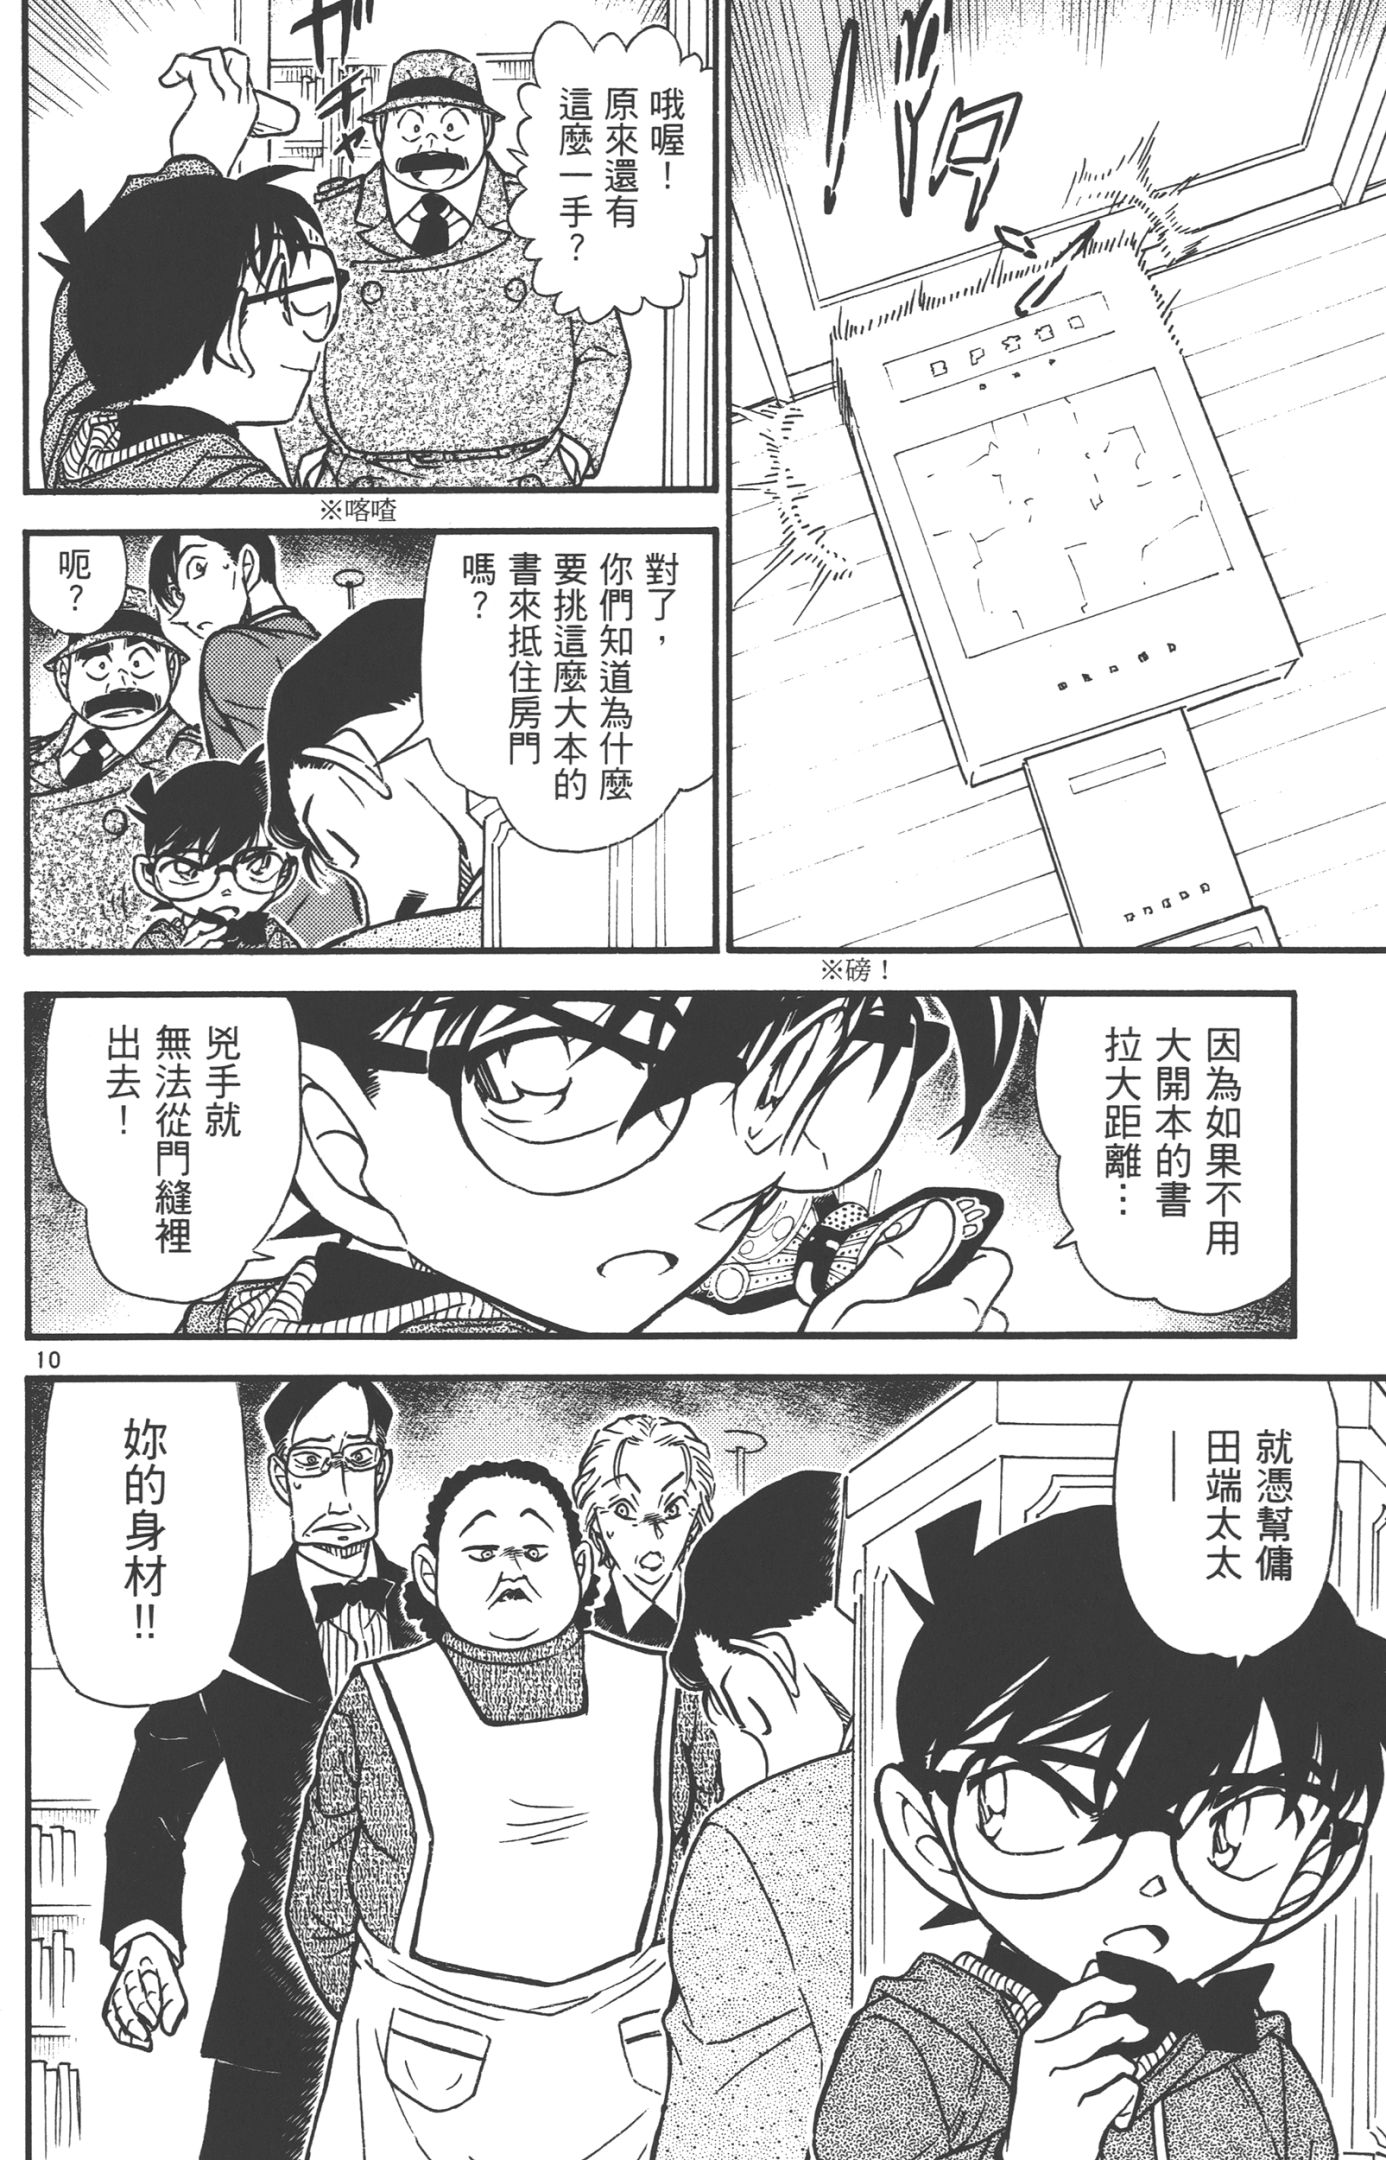 ※磅！
哦喔！
原來還有
這麼一手？
※喀喳
對了，
你們知道為什麼
要挑這麼大本的
書來抵住房門
嗎？
呃？
因為如果不用
大開本的書
拉大距離…
兇手就
無法從門縫裡
出去！
10
就憑幫傭
田端太太
──
妳的身材!!